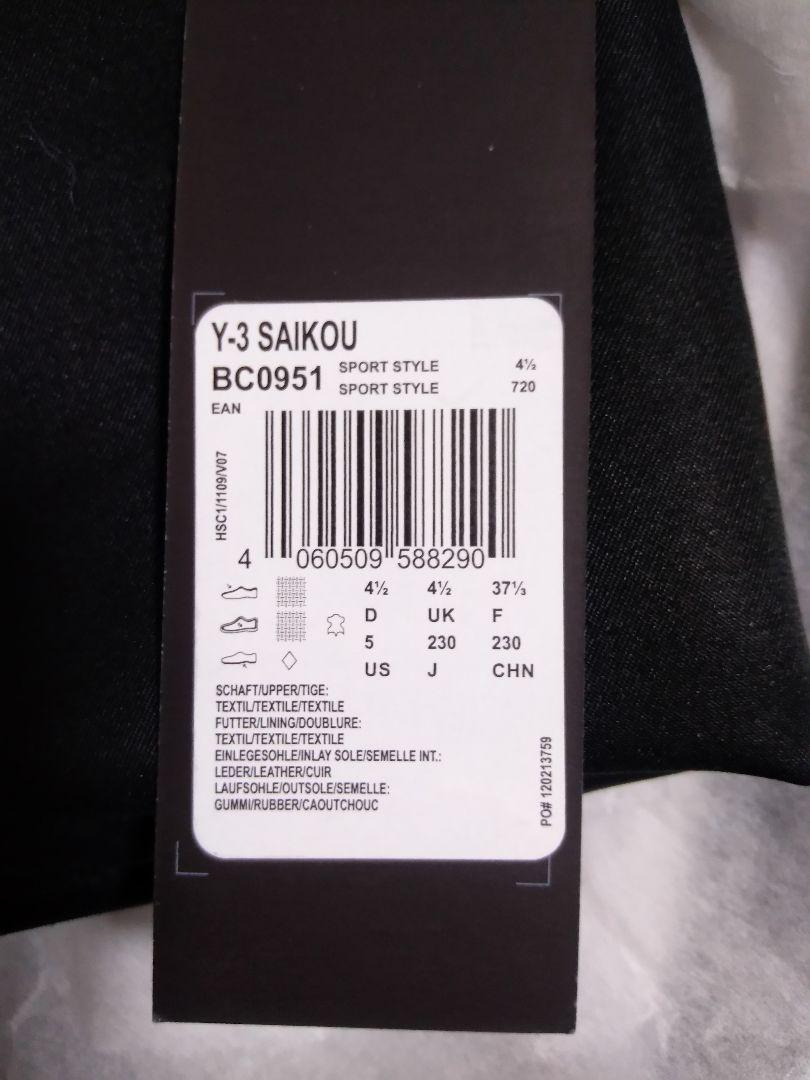 Y-3 SAIKOU
BC0951 SPORT STYLE 4½
SPORT STYLE 720
EAN
HSC1/1109/V07
4 060509 588290
4½ 4½ 37⅓
D UK F
5 230 230
US J CHN
SCHAFT/UPPER/TIGE:
TEXTIL/TEXTILE/TEXTILE
FUTTER/LINING/DOUBLURE:
TEXTIL/TEXTILE/TEXTILE
EINLEGESOHLE/INLAY SOLE/SEMELLE INT.:
LEDER/LEATHER/CUIR
LAUFSOHLE/OUTSOLE/SEMELLE:
GUMMI/RUBBER/CAOUTCHOUC
PO# 120213759